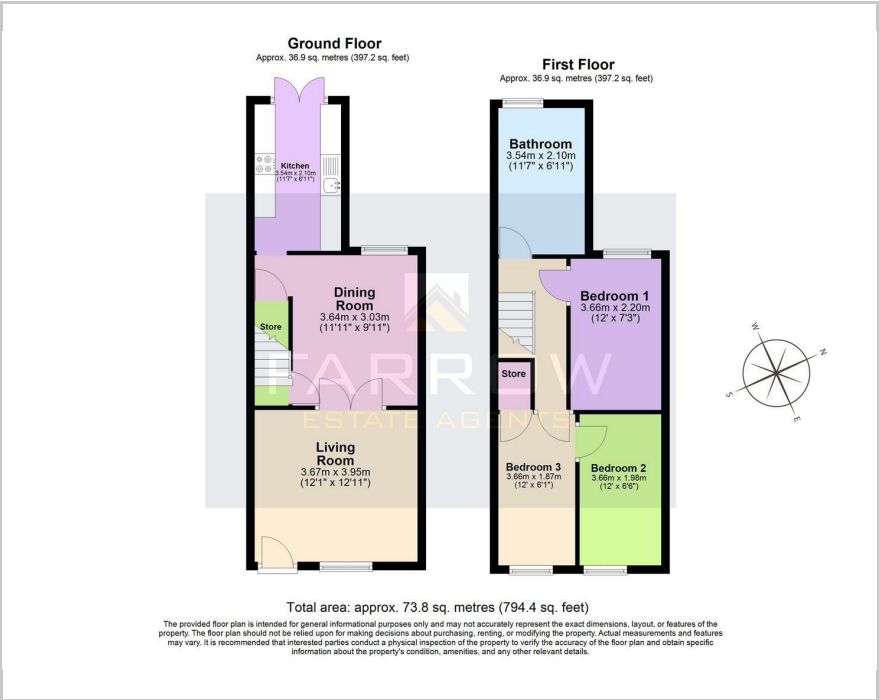 Ground Floor
Approx. 36.9 sq. metres (397.2 sq. feet)
Kitchen
3.54m x 2.10m
(11'7" x 6'11")
Dining
Room
3.64m x 3.03m
(11'11" x 9'11")
Store
Living
Room
3.67m x 3.95m
(12'1" x 12'11")
First Floor
Approx. 36.9 sq. metres (397.2 sq. feet)
Bathroom
3.54m x 2.10m
(11'7" x 6'11")
Bedroom 1
3.66m x 2.20m
(12' x 7'3")
Store
Bedroom 3
3.66m x 1.87m
(12' x 6'1")
Bedroom 2
3.66m x 1.98m
(12' x 6'6")
W
N
S
E
FARROW
ESTATE AGENTS
Total area: approx. 73.8 sq. metres (794.4 sq. feet)
The provided floor plan is intended for general informational purposes only and may not accurately represent the exact dimensions, layout, or features of the
property. The floor plan should not be relied upon for making decisions about purchasing, renting, or modifying the property. Actual measurements and features
may vary. It is recommended that interested parties conduct a physical inspection of the property to verify the accuracy of the floor plan and obtain specific
information about the property's condition, amenities, and any other relevant details.